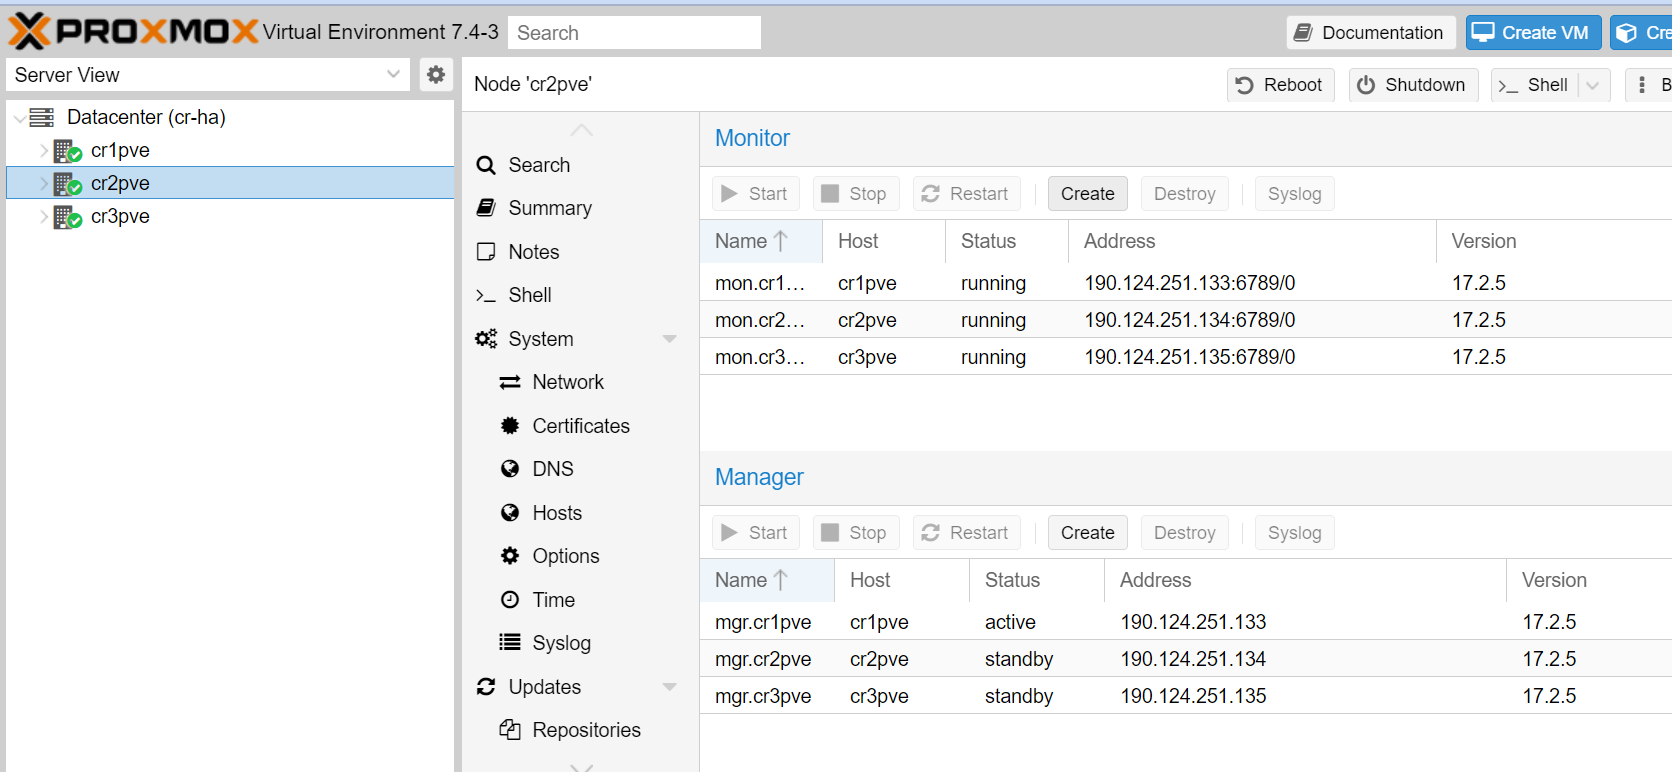 PROXMOX Virtual Environment 7.4-3 Search Documentation Create VM Cre
Server View
Node 'cr2pve' Reboot Shutdown Shell B
Datacenter (cr-ha)
cr1pve
cr2pve
cr3pve
Search
Summary
Notes
Shell
System
Network
Certificates
DNS
Hosts
Options
Time
Syslog
Updates
Repositories
Monitor
Start Stop Restart Create Destroy Syslog
Name Host Status Address Version
mon.cr1... cr1pve running 190.124.251.133:6789/0 17.2.5
mon.cr2... cr2pve running 190.124.251.134:6789/0 17.2.5
mon.cr3... cr3pve running 190.124.251.135:6789/0 17.2.5
Manager
Start Stop Restart Create Destroy Syslog
Name Host Status Address Version
mgr.cr1pve cr1pve active 190.124.251.133 17.2.5
mgr.cr2pve cr2pve standby 190.124.251.134 17.2.5
mgr.cr3pve cr3pve standby 190.124.251.135 17.2.5